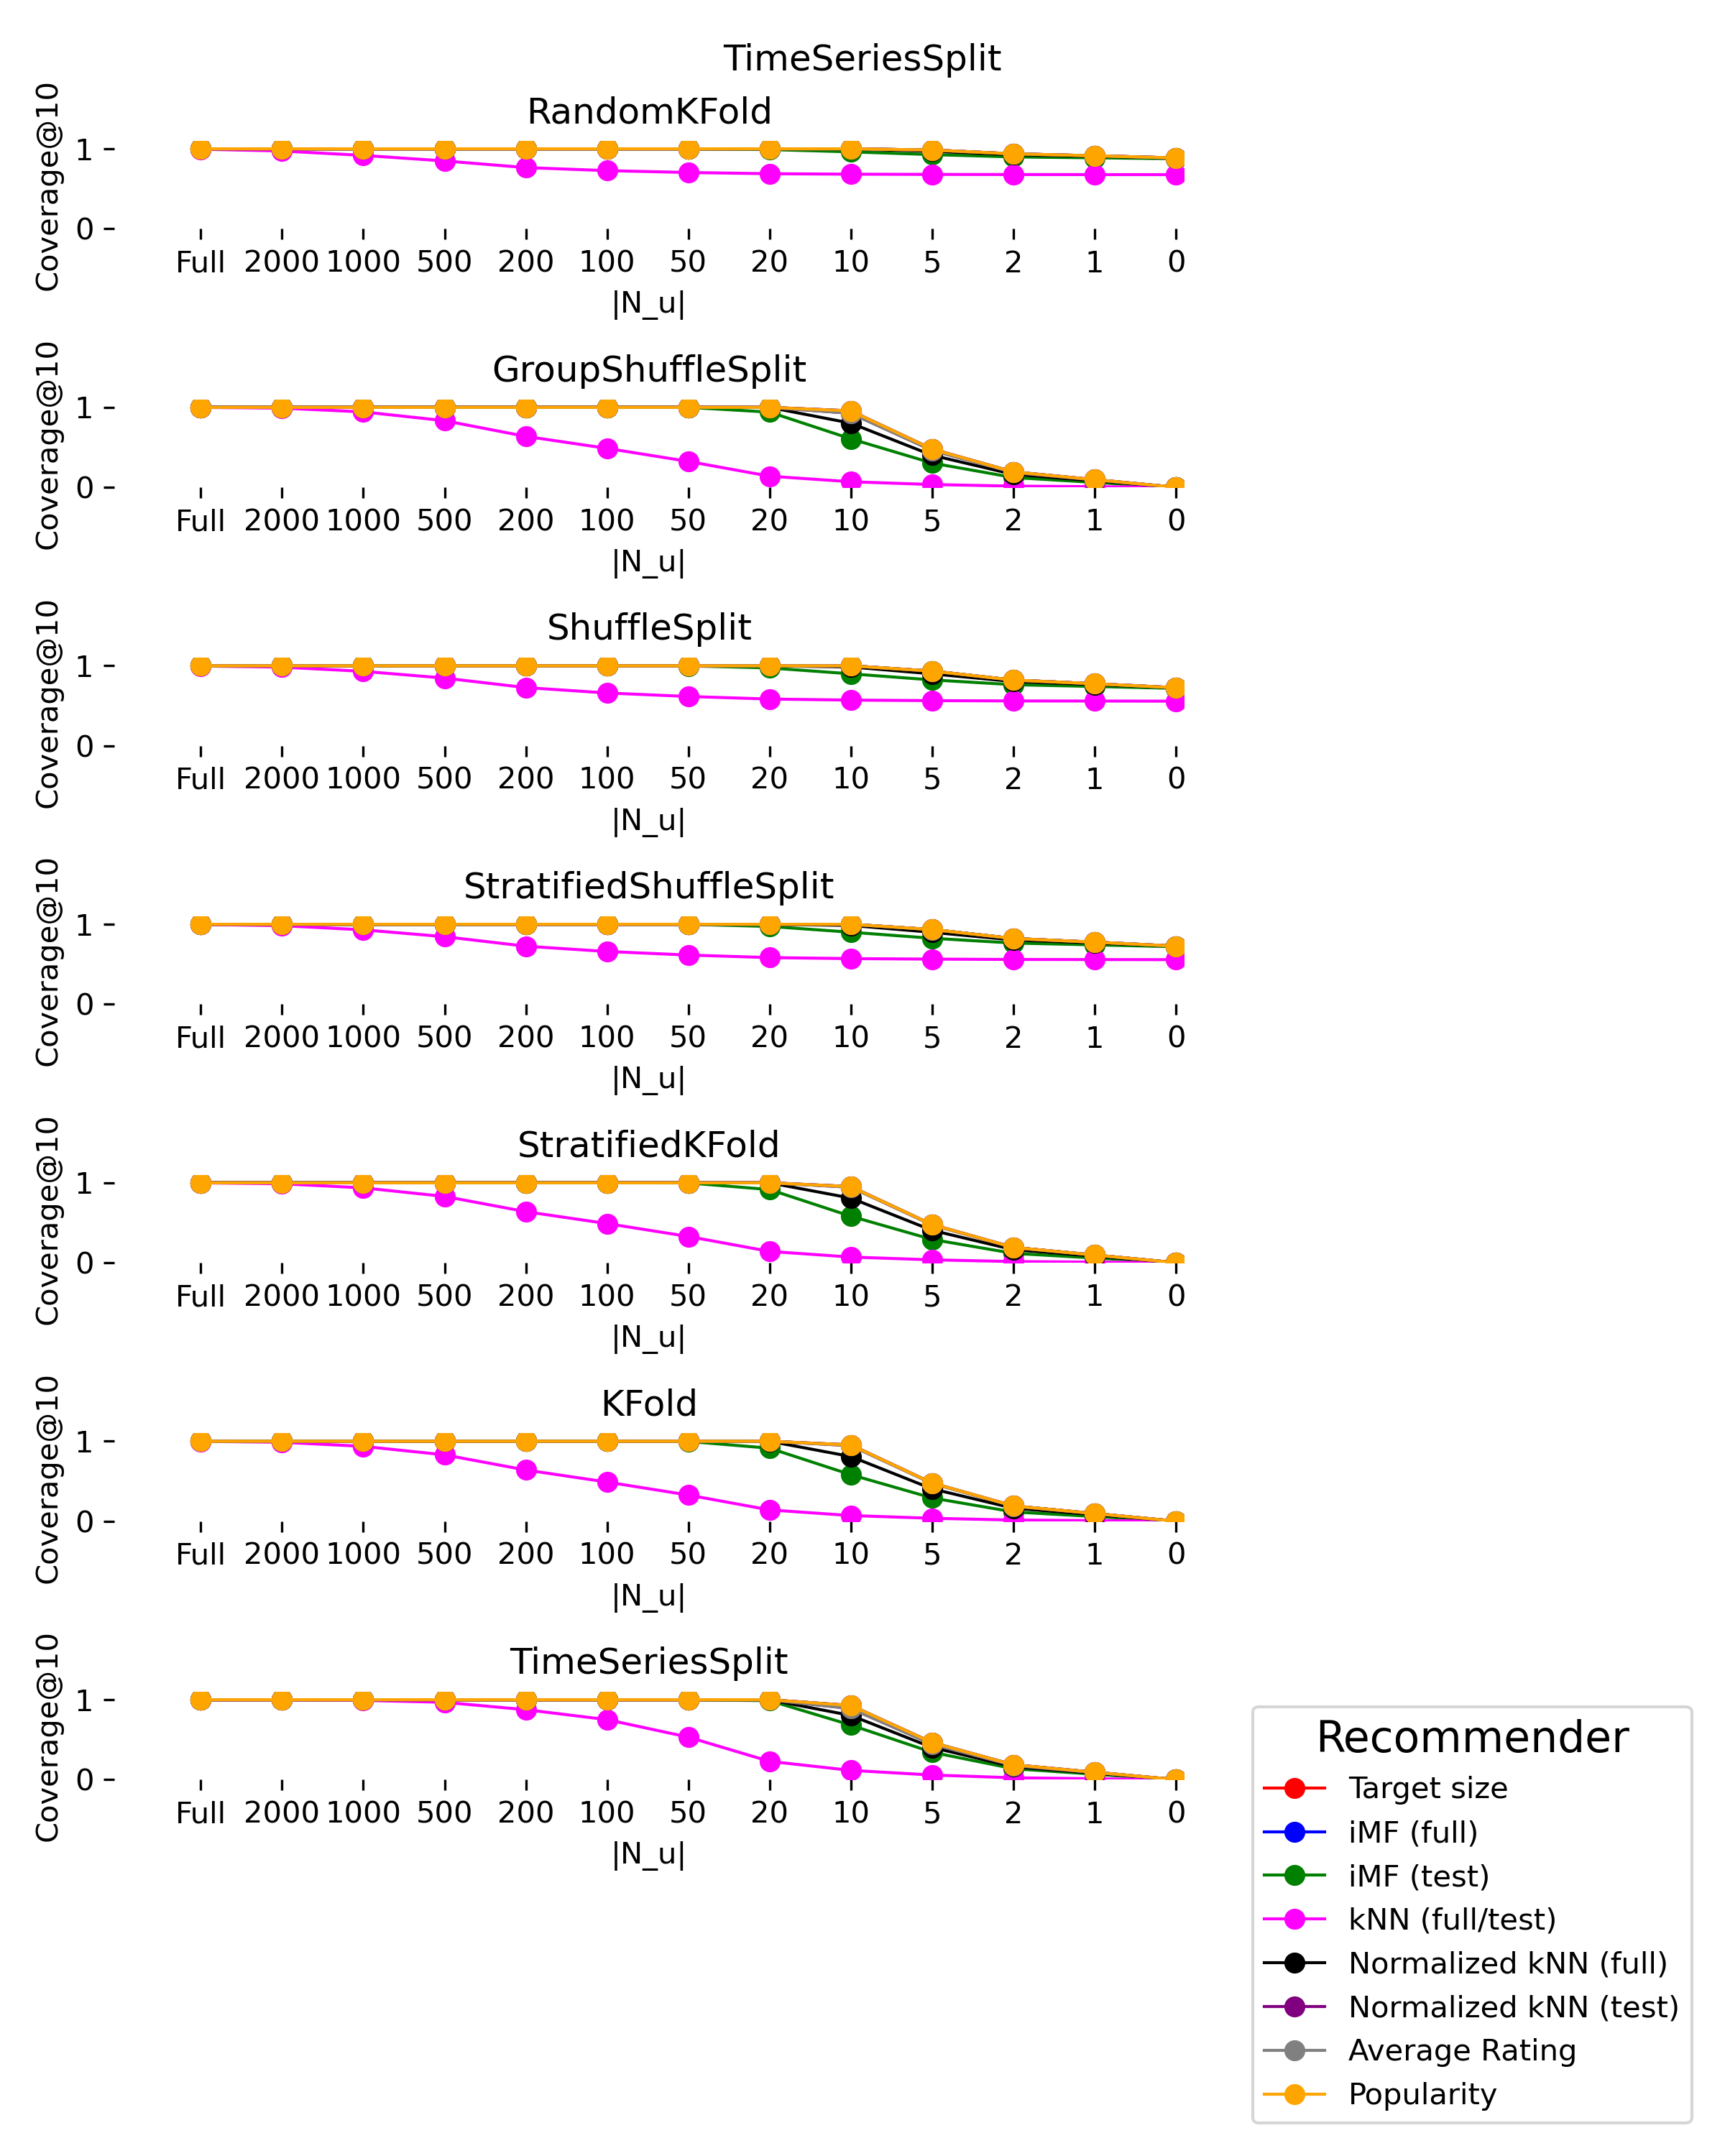 TimeSeriesSplit
RandomKFold
Coverage@10
1
0
Full 2000 1000 500 200 100 50 20 10 5 2 1 0
|N_u|
GroupShuffleSplit
Coverage@10
1
0
Full 2000 1000 500 200 100 50 20 10 5 2 1 0
|N_u|
ShuffleSplit
Coverage@10
1
0
Full 2000 1000 500 200 100 50 20 10 5 2 1 0
|N_u|
StratifiedShuffleSplit
Coverage@10
1
0
Full 2000 1000 500 200 100 50 20 10 5 2 1 0
|N_u|
StratifiedKFold
Coverage@10
1
0
Full 2000 1000 500 200 100 50 20 10 5 2 1 0
|N_u|
KFold
Coverage@10
1
0
Full 2000 1000 500 200 100 50 20 10 5 2 1 0
|N_u|
TimeSeriesSplit
Coverage@10
1
0
Full 2000 1000 500 200 100 50 20 10 5 2 1 0
|N_u|
Recommender
Target size
iMF (full)
iMF (test)
kNN (full/test)
Normalized kNN (full)
Normalized kNN (test)
Average Rating
Popularity